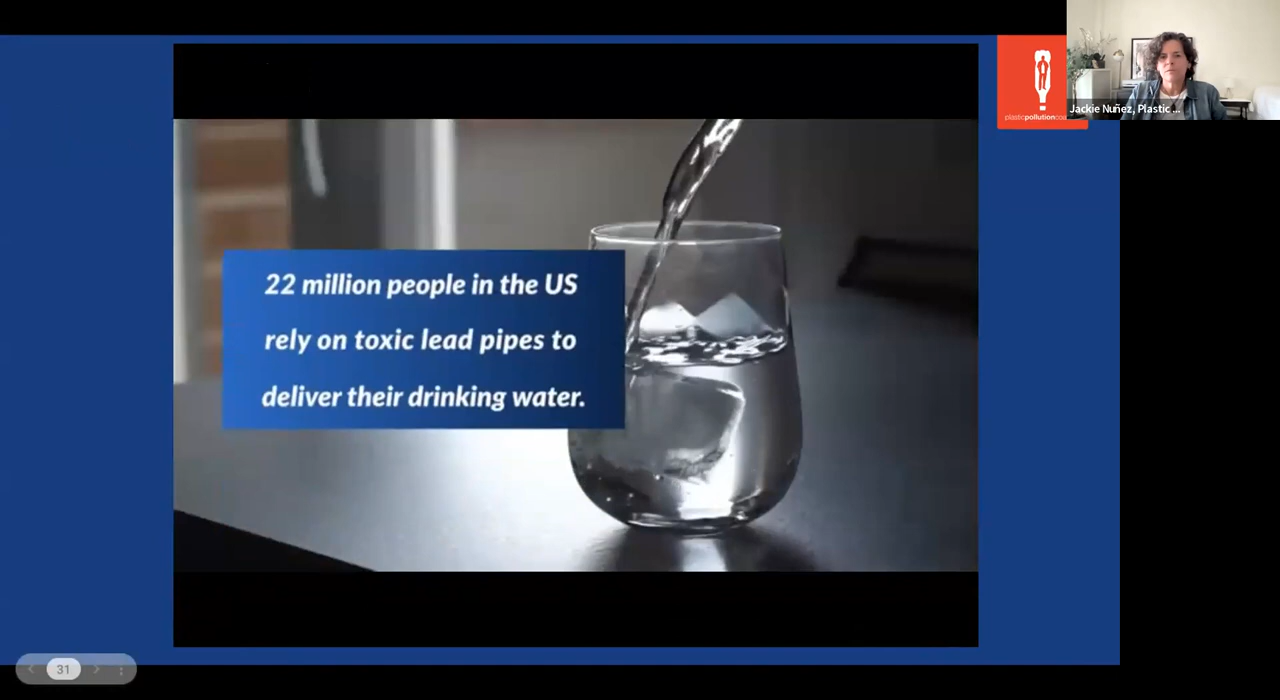 22 million people in the US
rely on toxic lead pipes to
deliver their drinking water.
plasticpollution
Jackie Nuñez, Plastic ...
31